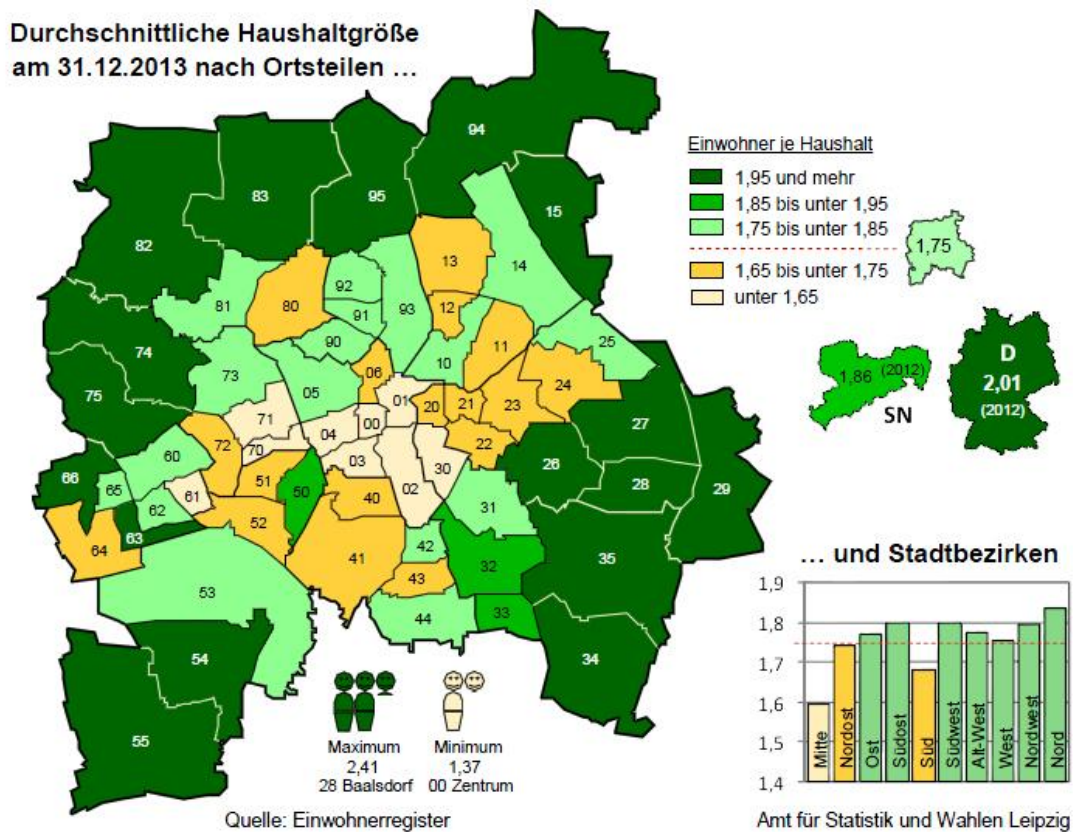 Durchschnittliche Haushaltgröße
am 31.12.2013 nach Ortsteilen ...
94
83
95
15
82
Einwohner je Haushalt
1,95 und mehr
1,85 bis unter 1,95
1,75 bis unter 1,85
1,75
1,65 bis unter 1,75
unter 1,65
13
14
92
81
80
93
12
91
74
90
11
25
10
73
06
24
05
75
01
71
20
21
23
00
04
72
22
27
70
60
03
30
26
66
51
28
29
50
02
65
61
40
31
62
52
63
64
41
42
32
35
43
53
33
44
54
34
55
1,86
(2012)
SN
D
2,01
(2012)
Maximum
2,41
28 Baalsdorf
Minimum
1,37
00 Zentrum
... und Stadtbezirken
1,9
1,8
1,7
1,6
1,5
1,4
Mitte
Nordost
Ost
Südost
Süd
Südwest
Alt-West
West
Nordwest
Nord
Quelle: Einwohnerregister
Amt für Statistik und Wahlen Leipzig